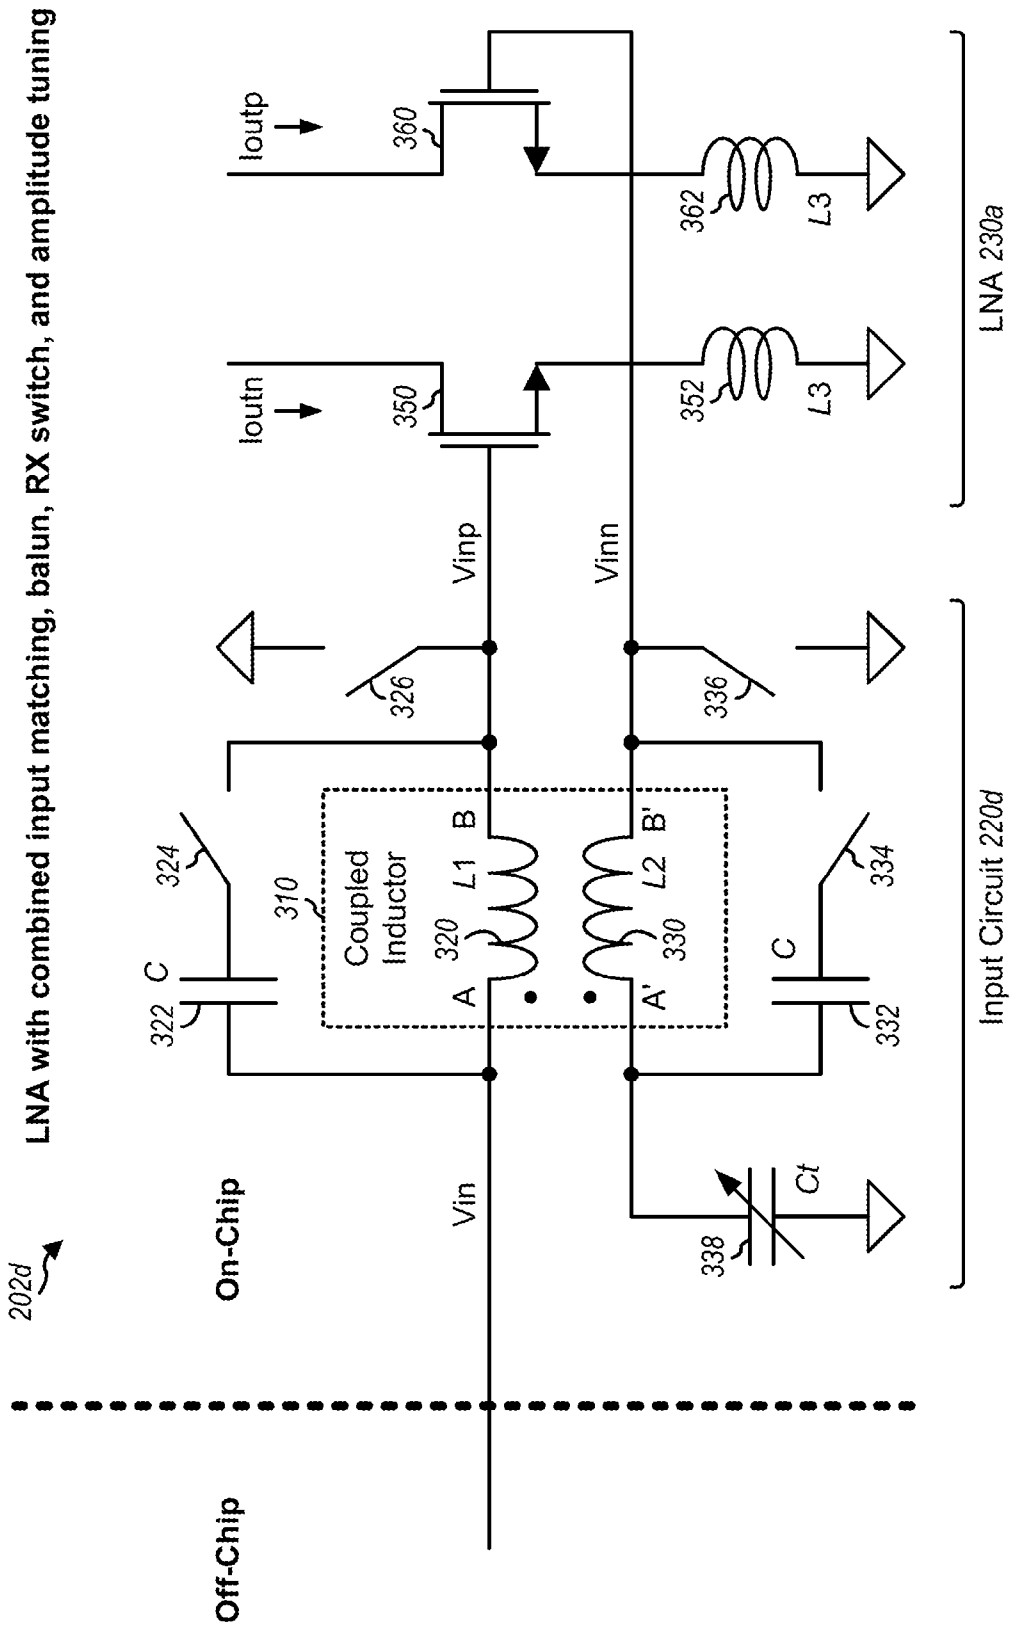 LNA with combined input matching, balun, RX switch, and amplitude tuning
202d
Off-Chip
On-Chip
Ioutn
Ioutp
C
322
324
310
Coupled
Inductor
326
350
360
320
L1
Vin
A
B
Vinp
A'
B'
Vinn
330
L2
338
Ct
C
332
334
336
352
L3
362
L3
Input Circuit 220d
LNA 230a